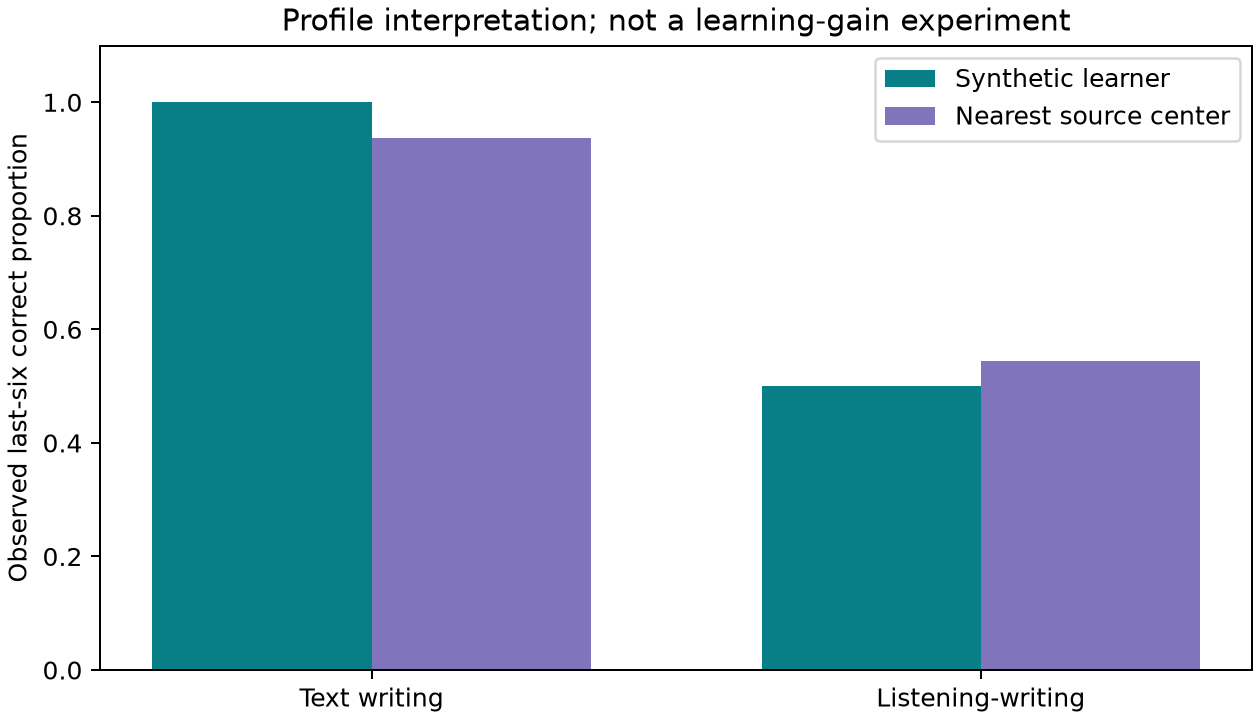 Profile interpretation; not a learning-gain experiment
Synthetic learner
Nearest source center
Observed last-six correct proportion
1.0
0.8
0.6
0.4
0.2
0.0
Text writing
Listening-writing